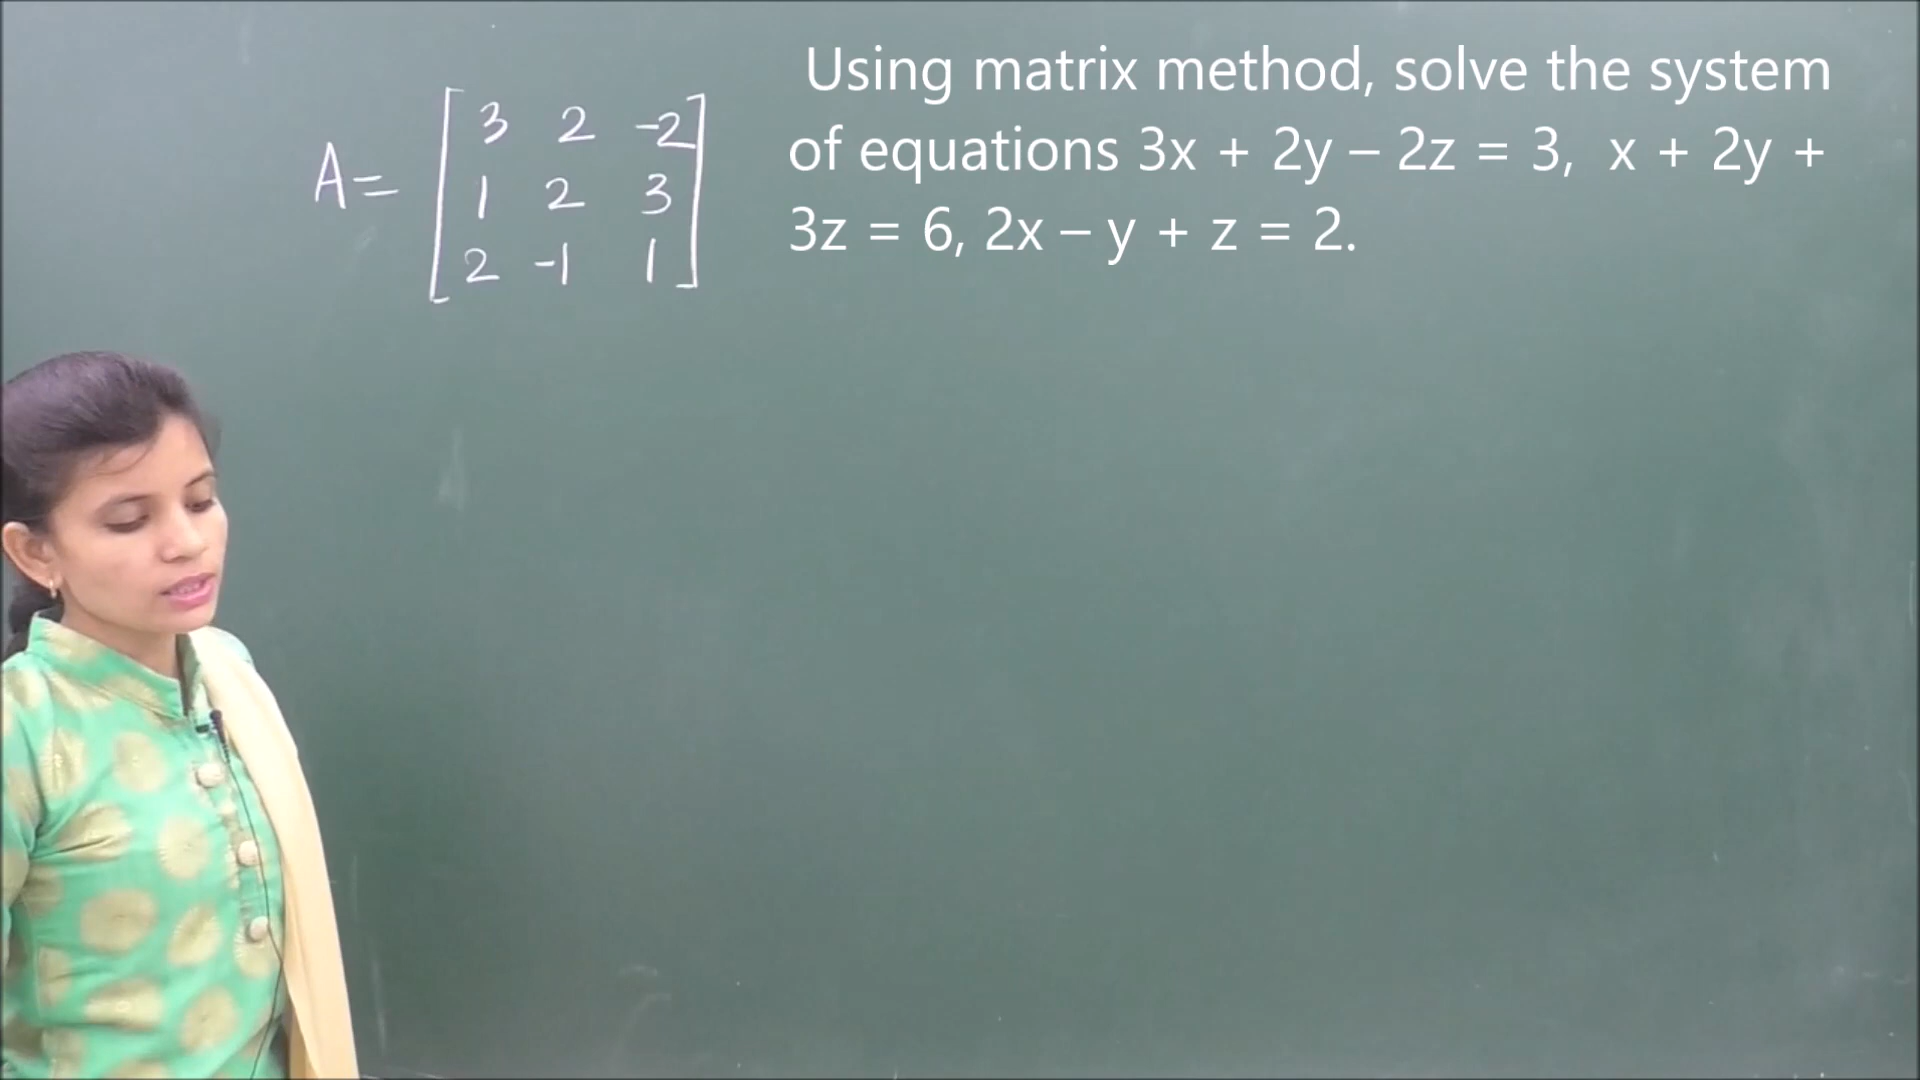 Using matrix method, solve the system
of equations 3x + 2y – 2z = 3, x + 2y +
3z = 6, 2x – y + z = 2.
A= [3 2 -2
1 2 3
2 -1 1]